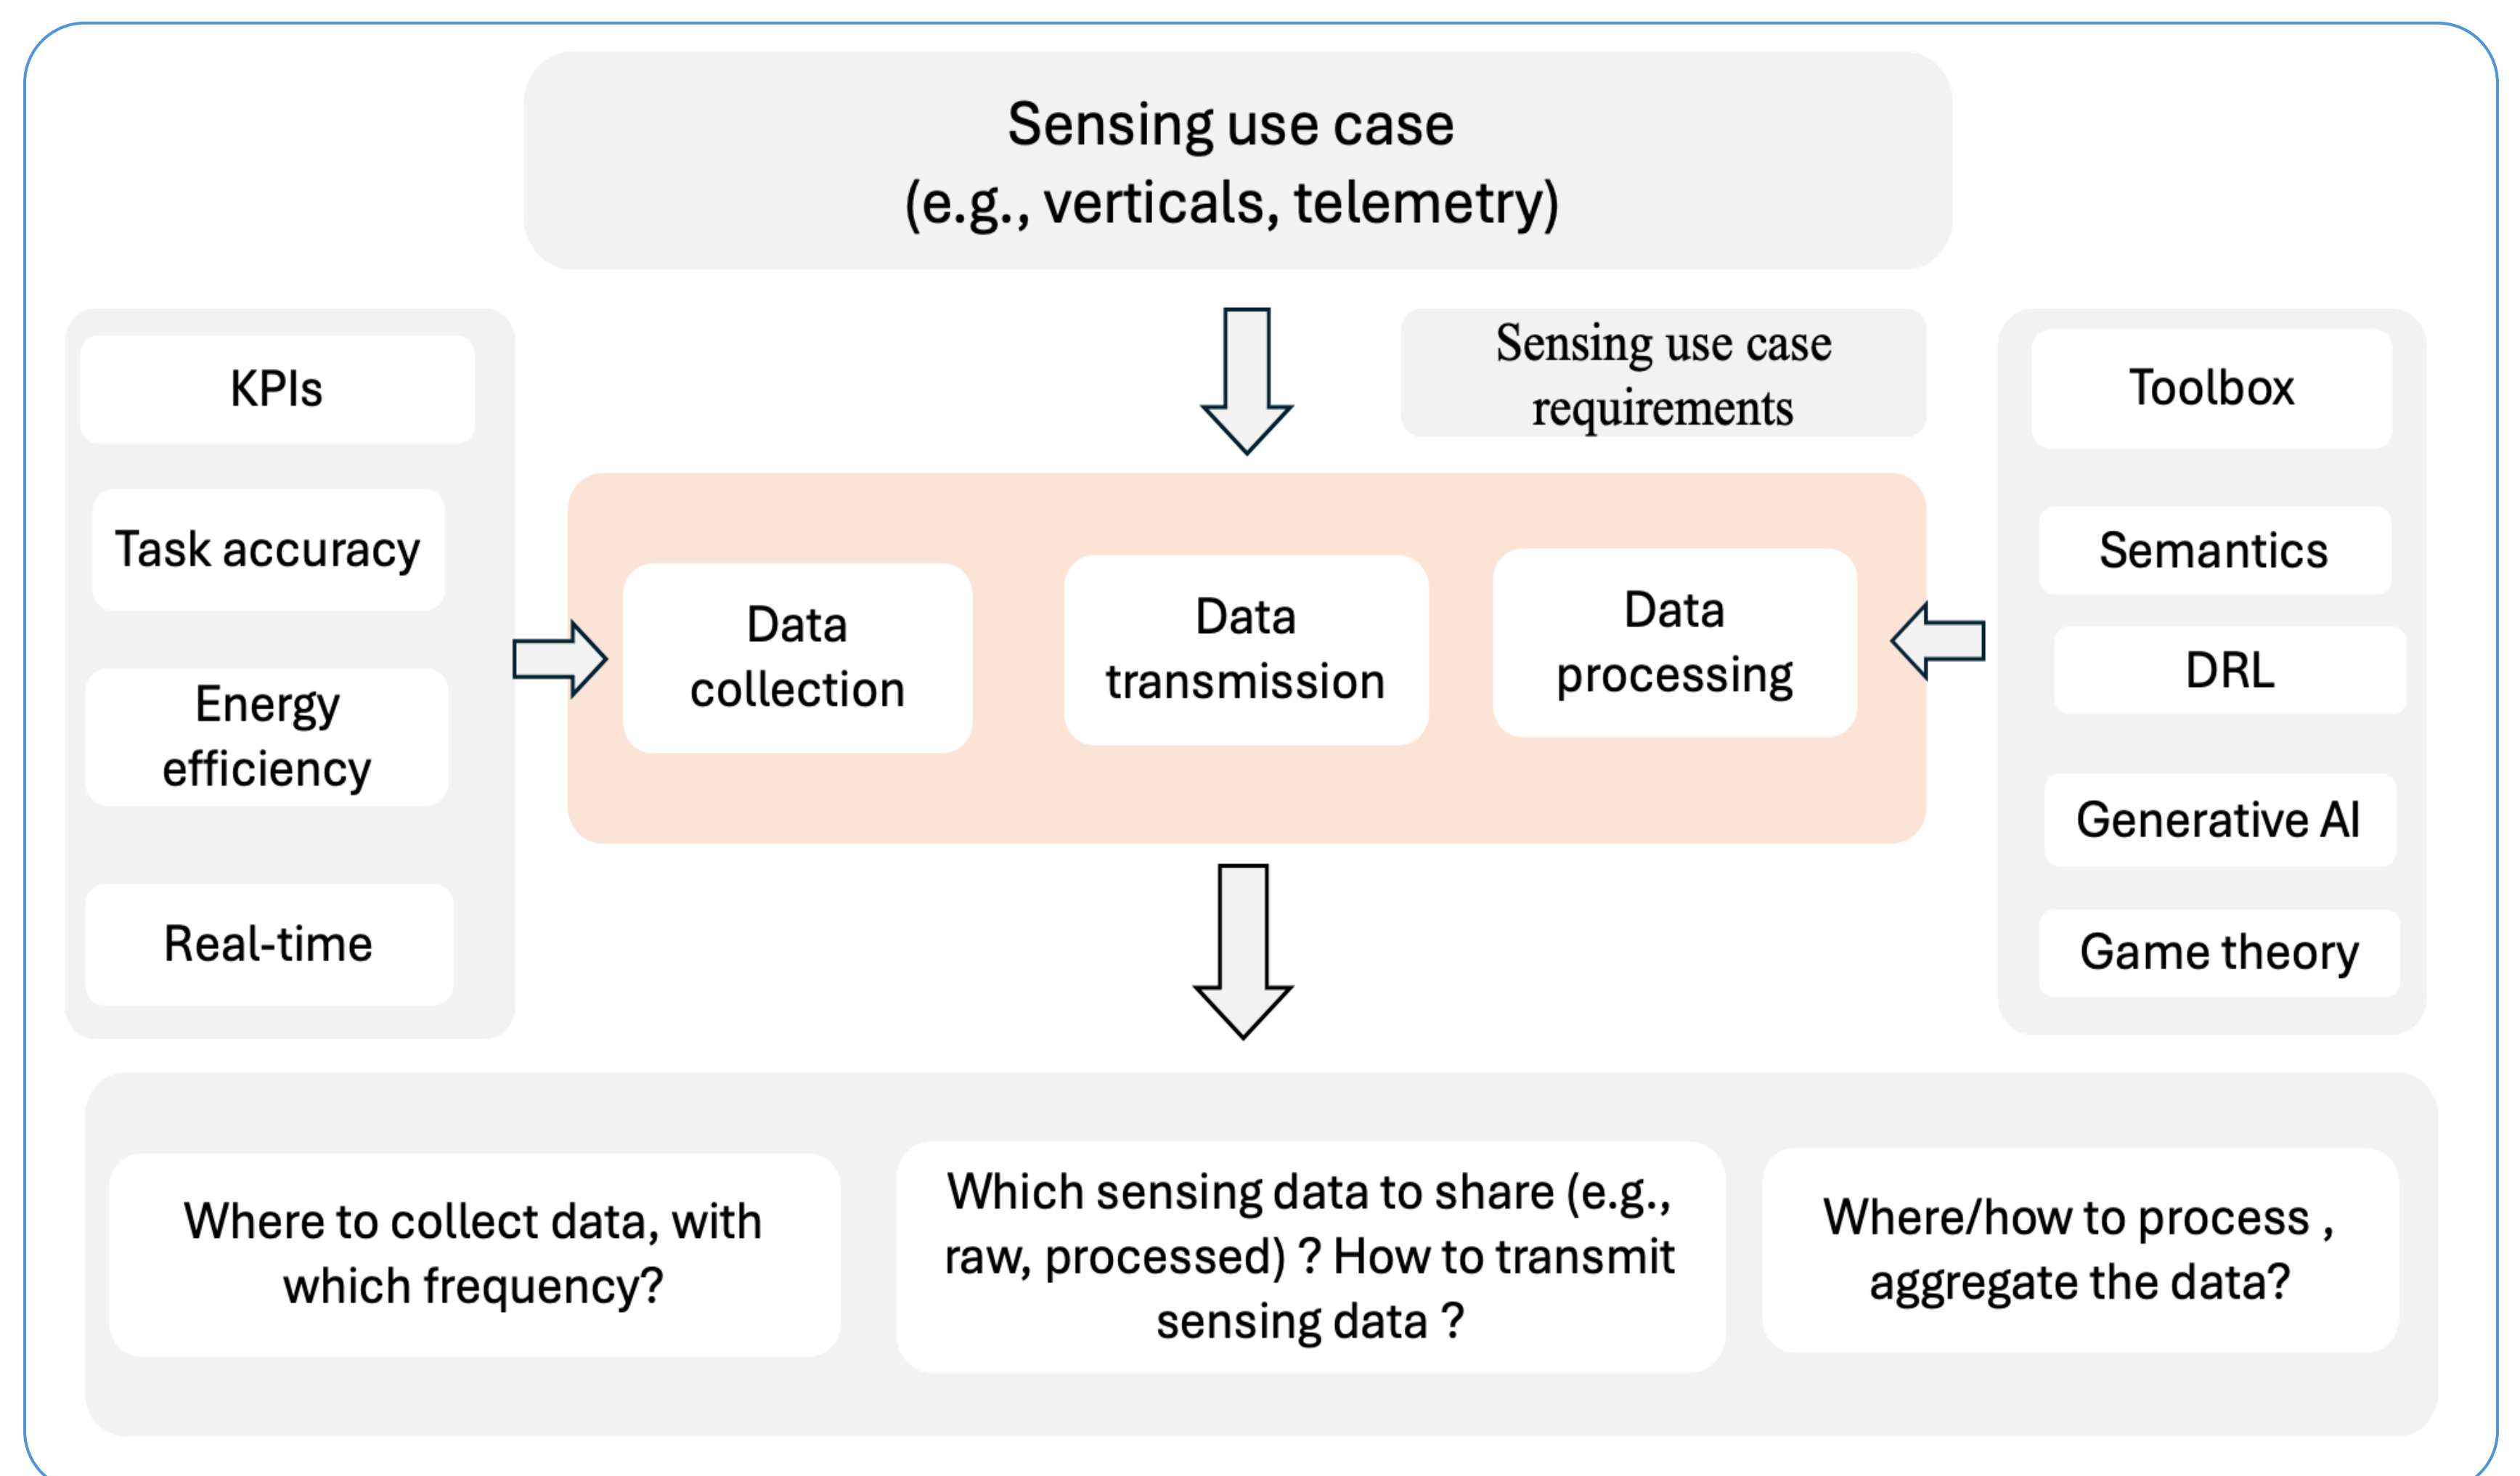 Sensing use case
(e.g., verticals, telemetry)
Sensing use case
requirements
KPIs
Task accuracy
Energy
efficiency
Real-time
Data
collection
Data
transmission
Data
processing
Toolbox
Semantics
DRL
Generative AI
Game theory
Where to collect data, with
which frequency?
Which sensing data to share (e.g.,
raw, processed) ? How to transmit
sensing data ?
Where/how to process ,
aggregate the data?